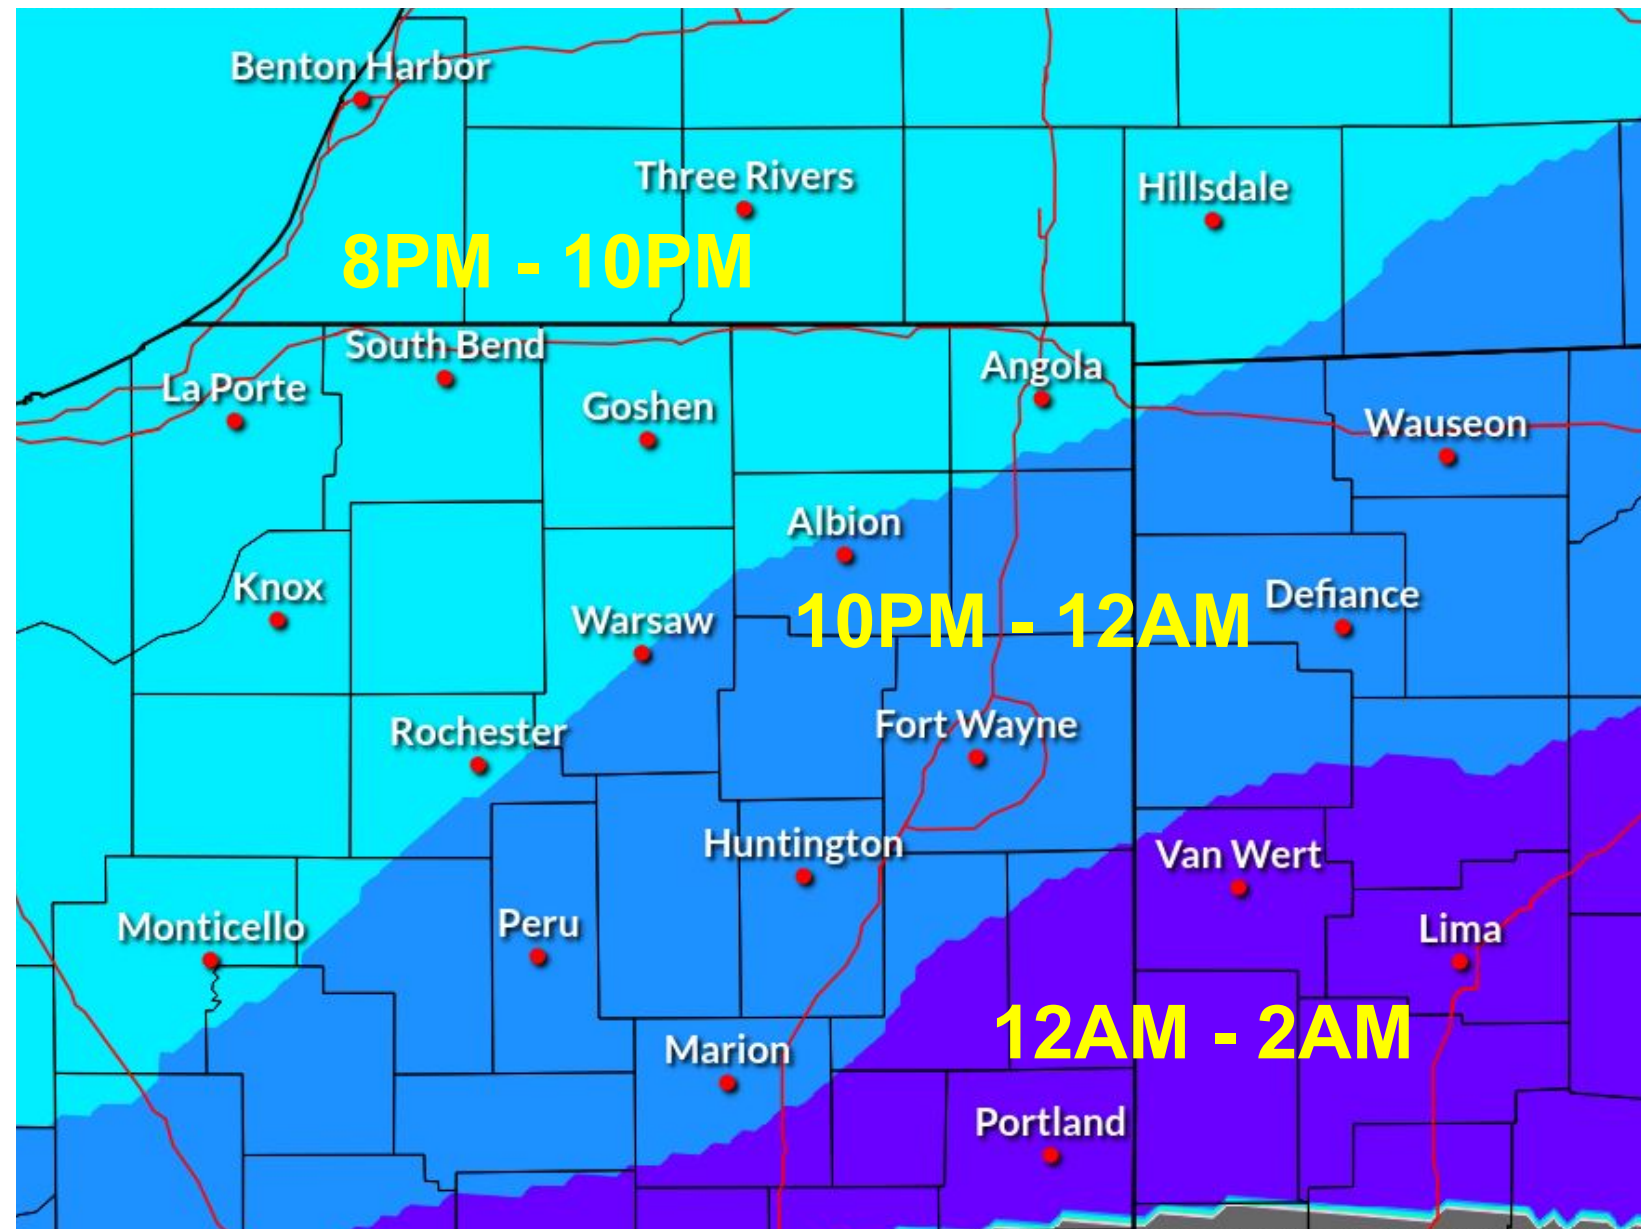 Benton Harbor
Three Rivers
Hillsdale
8PM - 10PM
South Bend
Angola
La Porte
Goshen
Wauseon
Albion
Knox
Warsaw
10PM - 12AM
Defiance
Rochester
Fort Wayne
Huntington
Van Wert
Monticello
Peru
Lima
12AM - 2AM
Marion
Portland